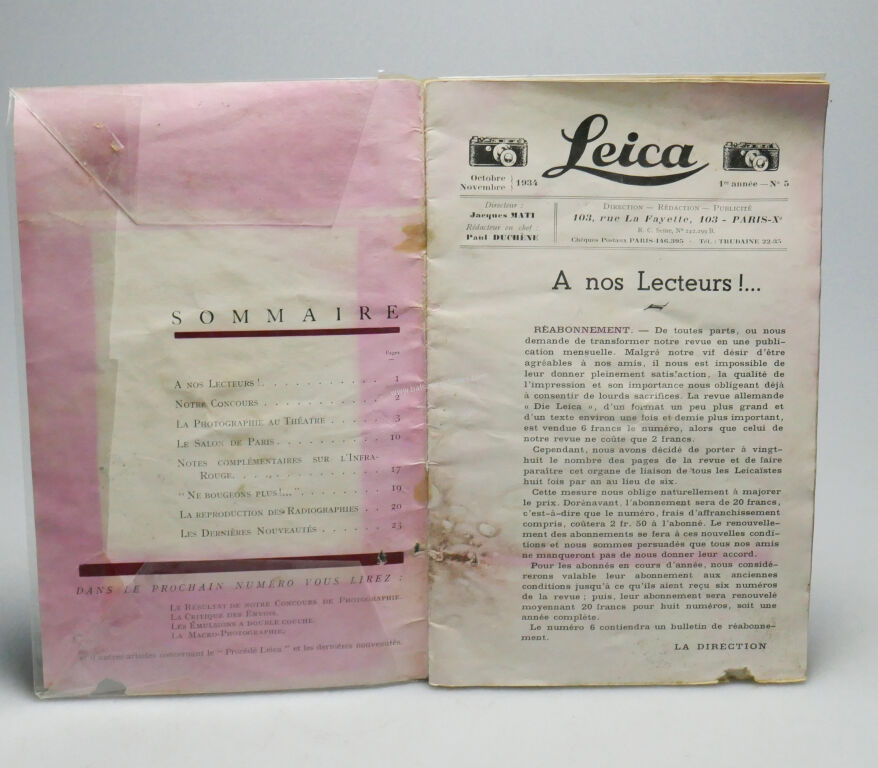 SOMMAIRE
Pages
A nos Lecteurs !. . . . . . . . . . . . 1
Notre Concours . . . . . . . . . . . . 2
La Photographie au Théatre . . . . . 3
Le Salon de Paris . . . . . . . . . . 10
Notes complémentaires sur l'Infra-
Rouge. . . . . . . . . . . . . . . 17
" Ne bougeons plus !..." . . . . . . . . 19
La reproduction des Radiographies . . 20
Les Dernières Nouveautés . . . . . . 23
DANS LE PROCHAIN NUMÉRO VOUS LIREZ :
Le Résultat de notre Concours de Photographie.
La Critique des Envois.
Les Émulsions a double couche.
La Macro-Photographie.
et d'autres articles concernant le " Procédé Leica " et les dernières nouveautés.
Leica
Octobre
Novembre } 1934
1re année — N° 5
Directeur :
Jacques MATI
Rédacteur en chef :
Paul DUCHÊNE
Direction — Rédaction — Publicité
103, rue La Fayette, 103 - PARIS-Xe
R. C. Seine, N° 242.299 B.
Chèques Postaux PARIS-146.395 - Tél. : TRUDAINE 22-35
A nos Lecteurs !...
RÉABONNEMENT. — De toutes parts, ou nous
demande de transformer notre revue en une publi-
cation mensuelle. Malgré notre vif désir d'être
agréables à nos amis, il nous est impossible de
leur donner pleinement satisfaction, la qualité de
l'impression et son importance nous obligeant déjà
à consentir de lourds sacrifices. La revue allemande
« Die Leica », d'un format un peu plus grand et
d'un texte environ une fois et demie plus important,
est vendue 6 francs le numéro, alors que celui de
notre revue ne coûte que 2 francs.
Cependant, nous avons décidé de porter à vingt-
huit le nombre des pages de la revue et de faire
paraître cet organe de liaison de tous les Leicaïstes
huit fois par an au lieu de six.
Cette mesure nous oblige naturellement à majorer
le prix. Dorénavant, l'abonnement sera de 20 francs,
c'est-à-dire que le numéro, frais d'affranchissement
compris, coûtera 2 fr. 50 à l'abonné. Le renouvelle-
ment des abonnements se fera à ces nouvelles condi-
tions et nous sommes persuadés que tous nos amis
ne manqueront pas de nous donner leur accord.
Pour les abonnés en cours d'année, nous considé-
rerons valable leur abonnement aux anciennes
conditions jusqu'à ce qu'ils aient reçu six numéros
de la revue ; puis, leur abonnement sera renouvelé
moyennant 20 francs pour huit numéros, soit une
année complète.
Le numéro 6 contiendra un bulletin de réabonne-
ment.
LA DIRECTION